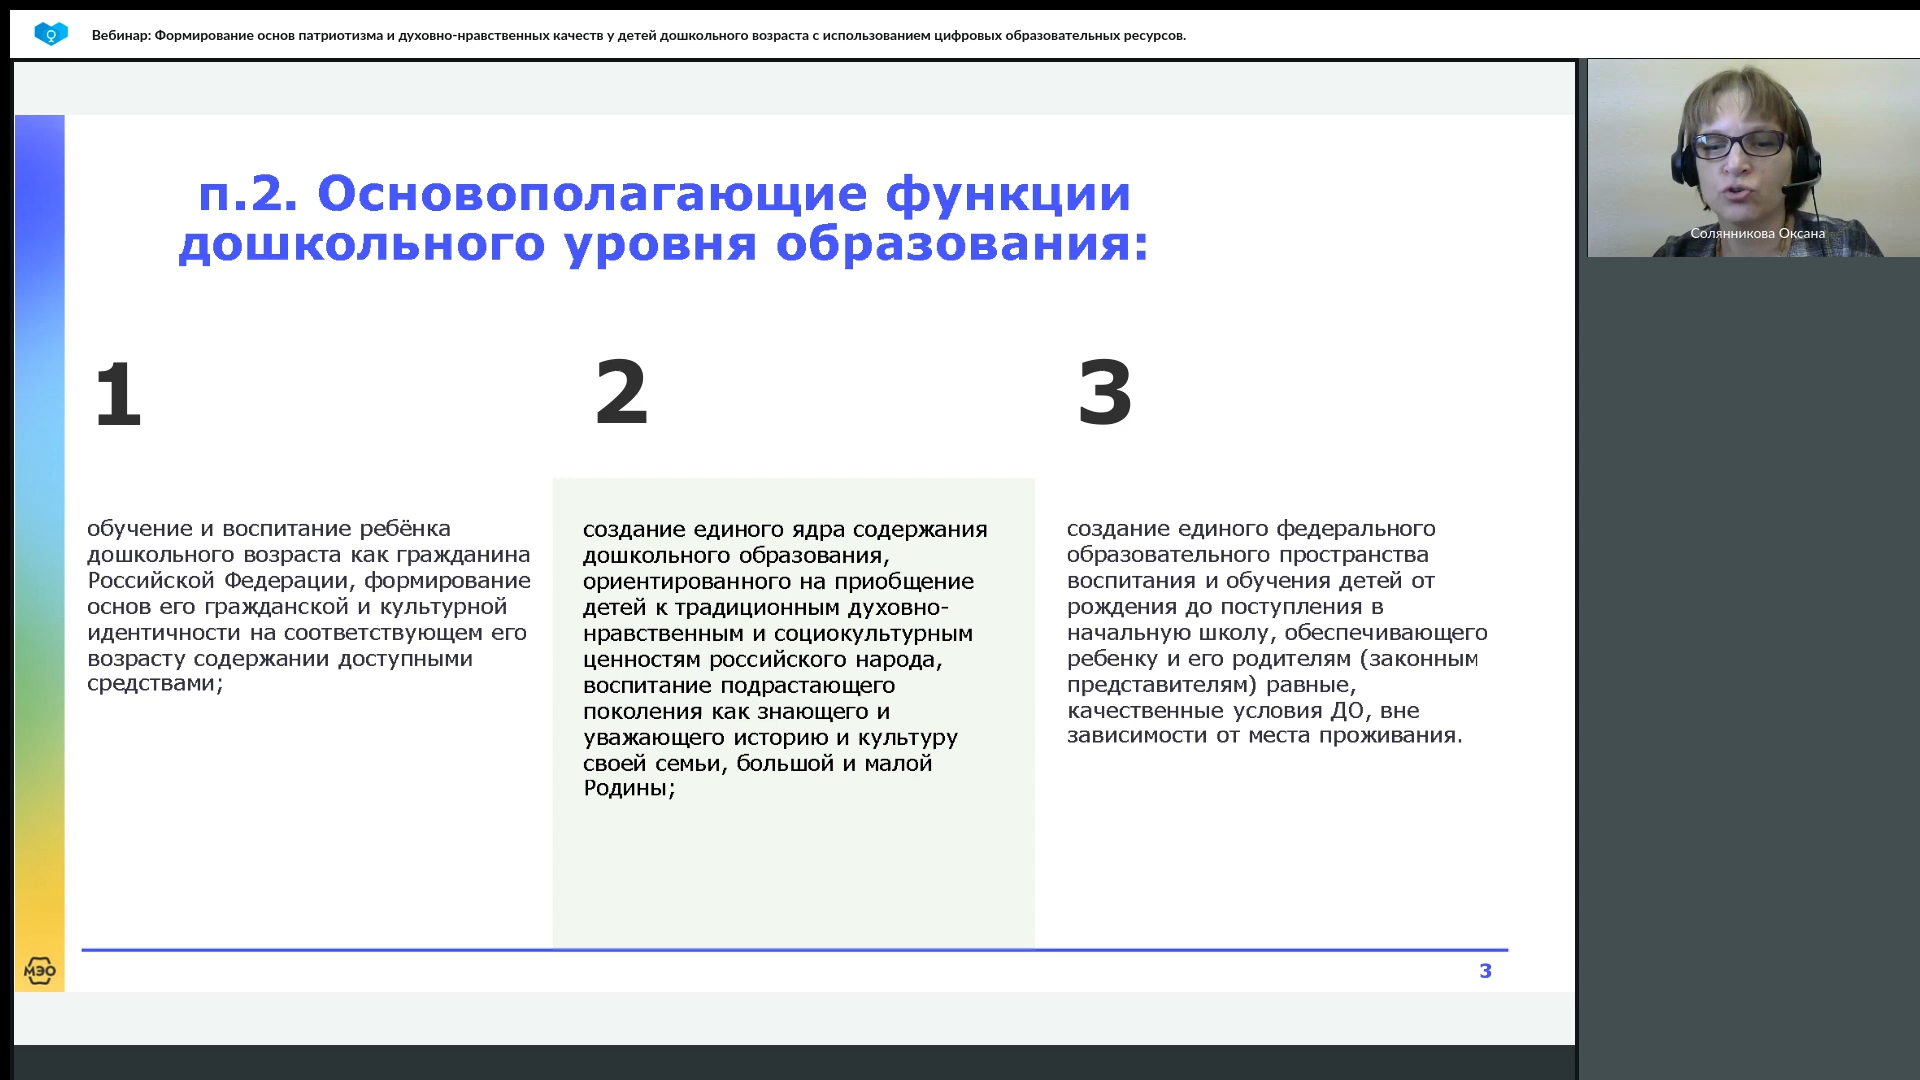 Вебинар: Формирование основ патриотизма и духовно-нравственных качеств у детей дошкольного возраста с использованием цифровых образовательных ресурсов.
Солянникова Оксана
п.2. Основополагающие функции
дошкольного уровня образования:
1
обучение и воспитание ребёнка
дошкольного возраста как гражданина
Российской Федерации, формирование
основ его гражданской и культурной
идентичности на соответствующем его
возрасту содержании доступными
средствами;
2
создание единого ядра содержания
дошкольного образования,
ориентированного на приобщение
детей к традиционным духовно-
нравственным и социокультурным
ценностям российского народа,
воспитание подрастающего
поколения как знающего и
уважающего историю и культуру
своей семьи, большой и малой
Родины;
3
создание единого федерального
образовательного пространства
воспитания и обучения детей от
рождения до поступления в
начальную школу, обеспечивающего
ребенку и его родителям (законным
представителям) равные,
качественные условия ДО, вне
зависимости от места проживания.
МЭО
3